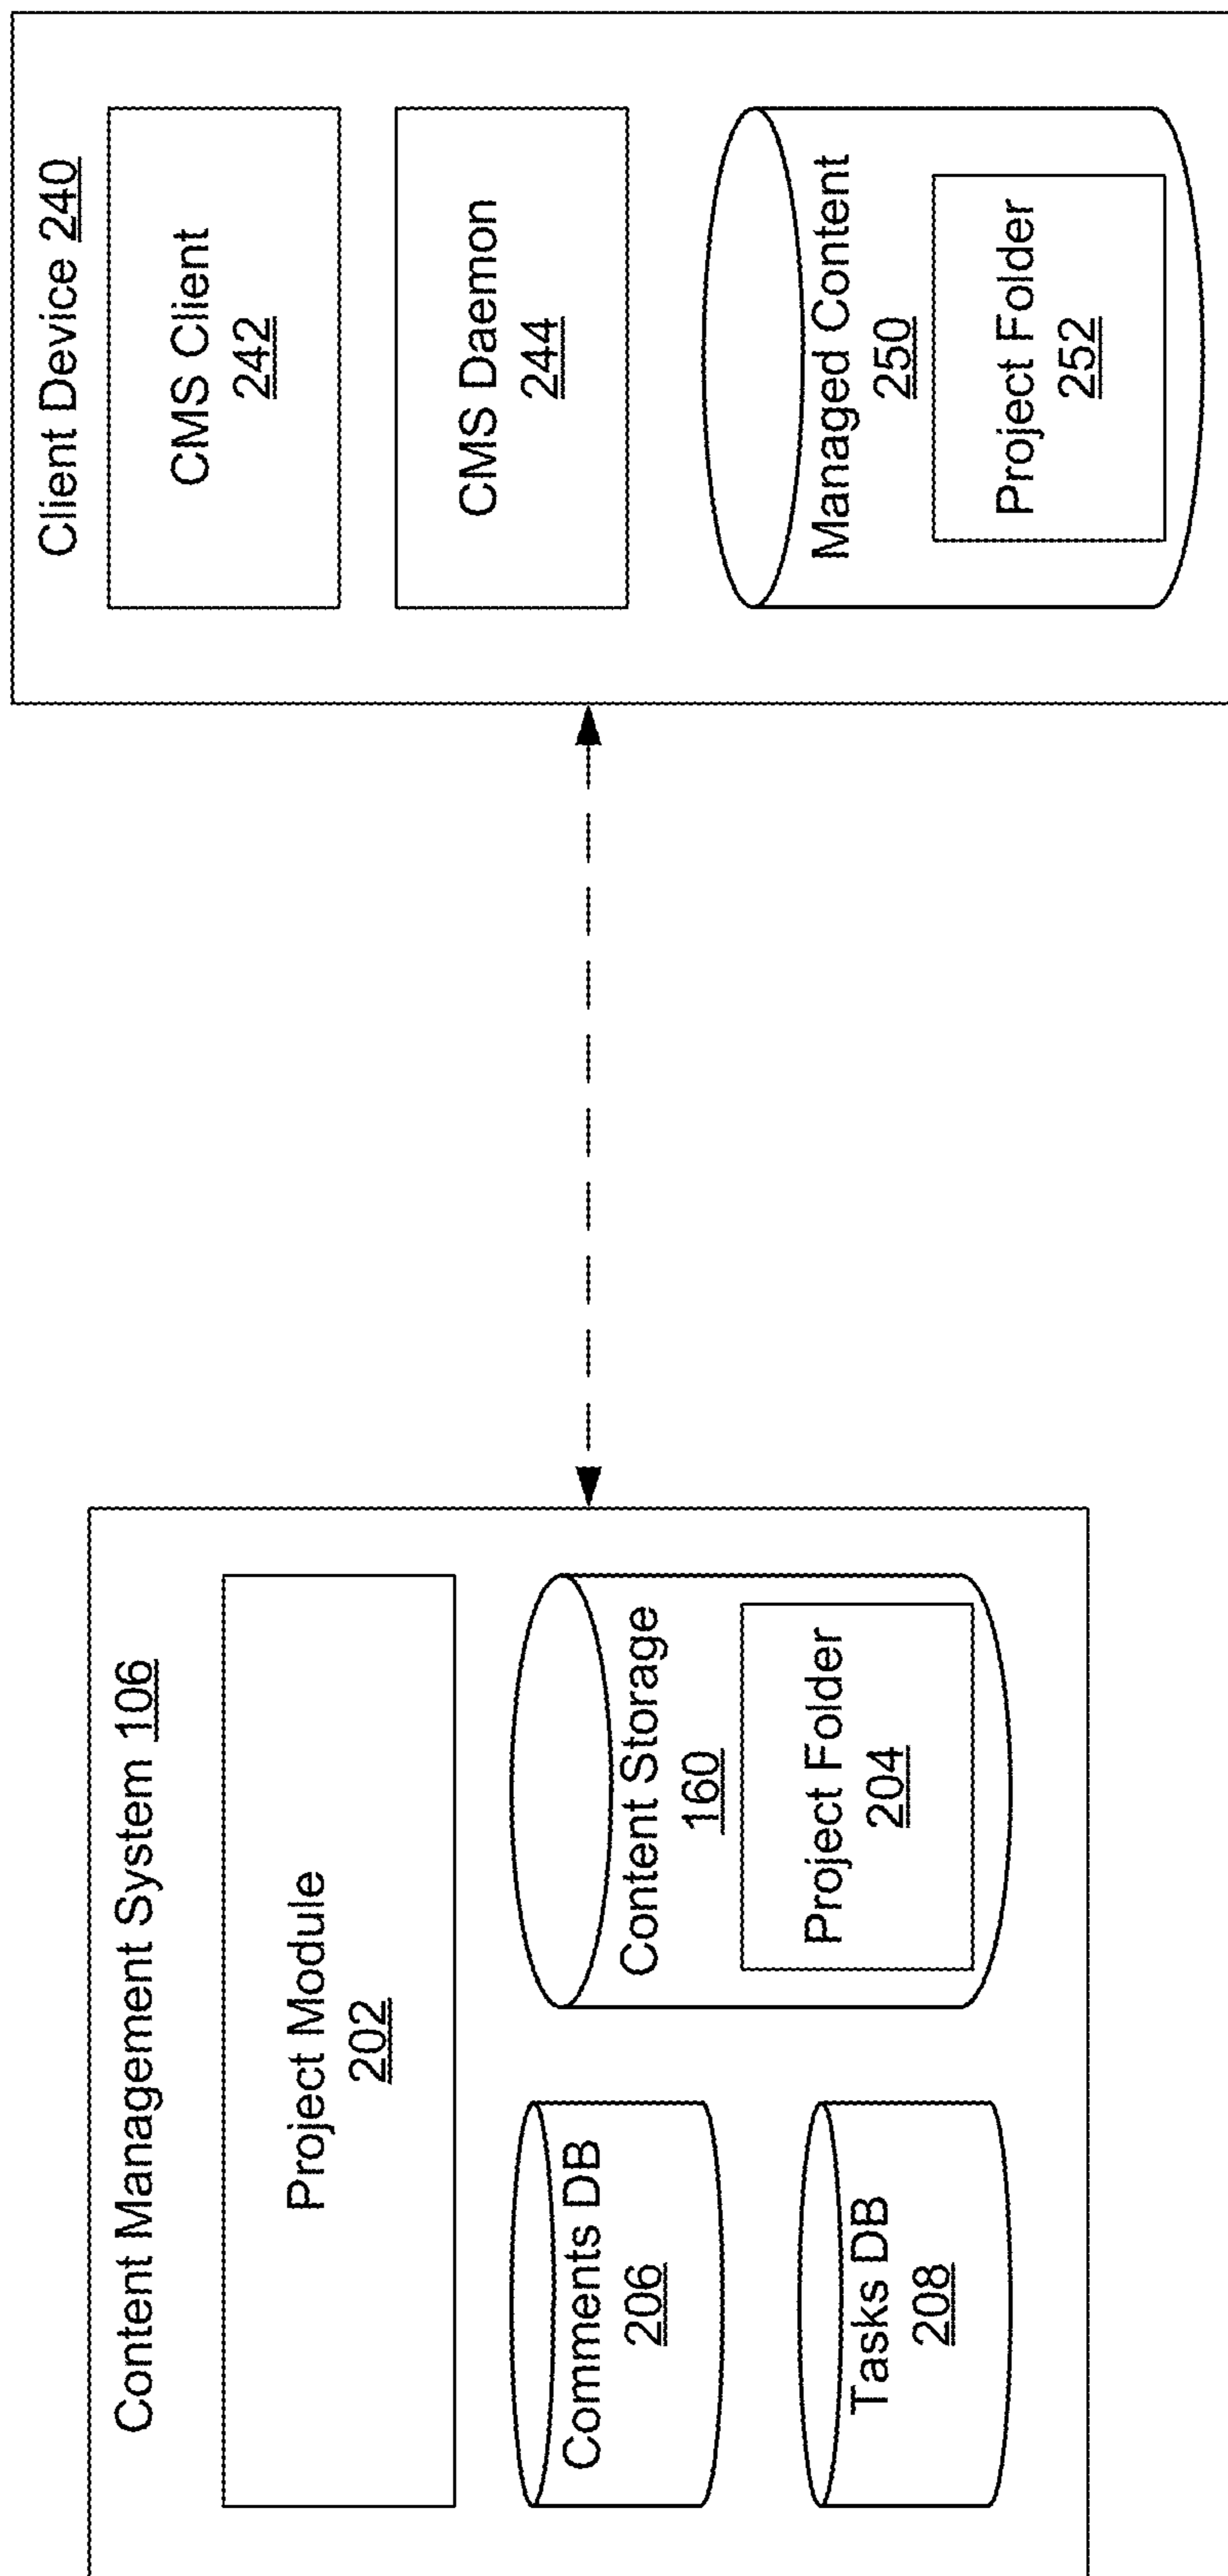 Content Management System 106
Project Module
202
Comments DB
206
Tasks DB
208
Content Storage
160
Project Folder
204
Client Device 240
CMS Client
242
CMS Daemon
244
Managed Content
250
Project Folder
252